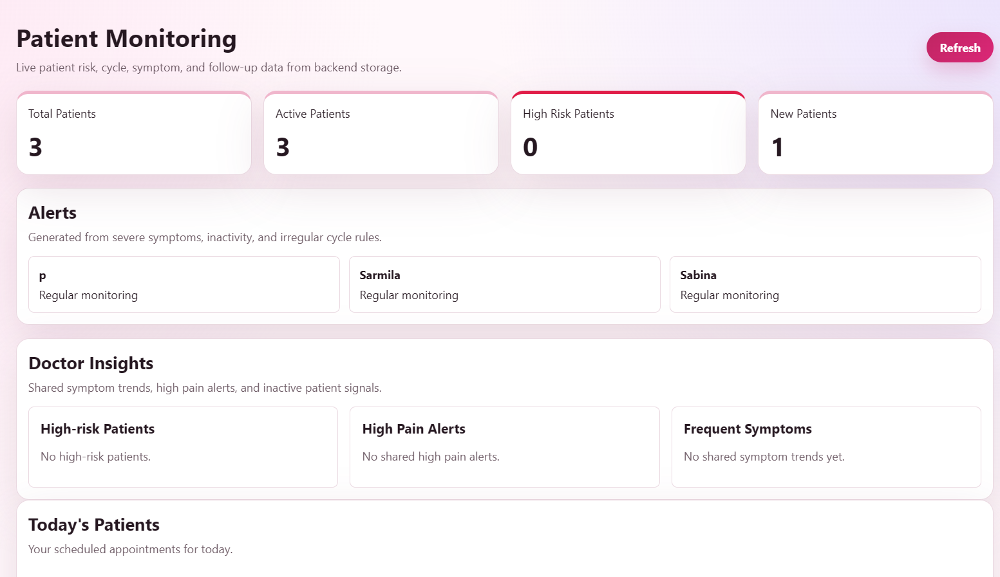 Patient Monitoring
Live patient risk, cycle, symptom, and follow-up data from backend storage.
Refresh
Total Patients
3
Active Patients
3
High Risk Patients
0
New Patients
1
Alerts
Generated from severe symptoms, inactivity, and irregular cycle rules.
p
Regular monitoring
Sarmila
Regular monitoring
Sabina
Regular monitoring
Doctor Insights
Shared symptom trends, high pain alerts, and inactive patient signals.
High-risk Patients
No high-risk patients.
High Pain Alerts
No shared high pain alerts.
Frequent Symptoms
No shared symptom trends yet.
Today's Patients
Your scheduled appointments for today.